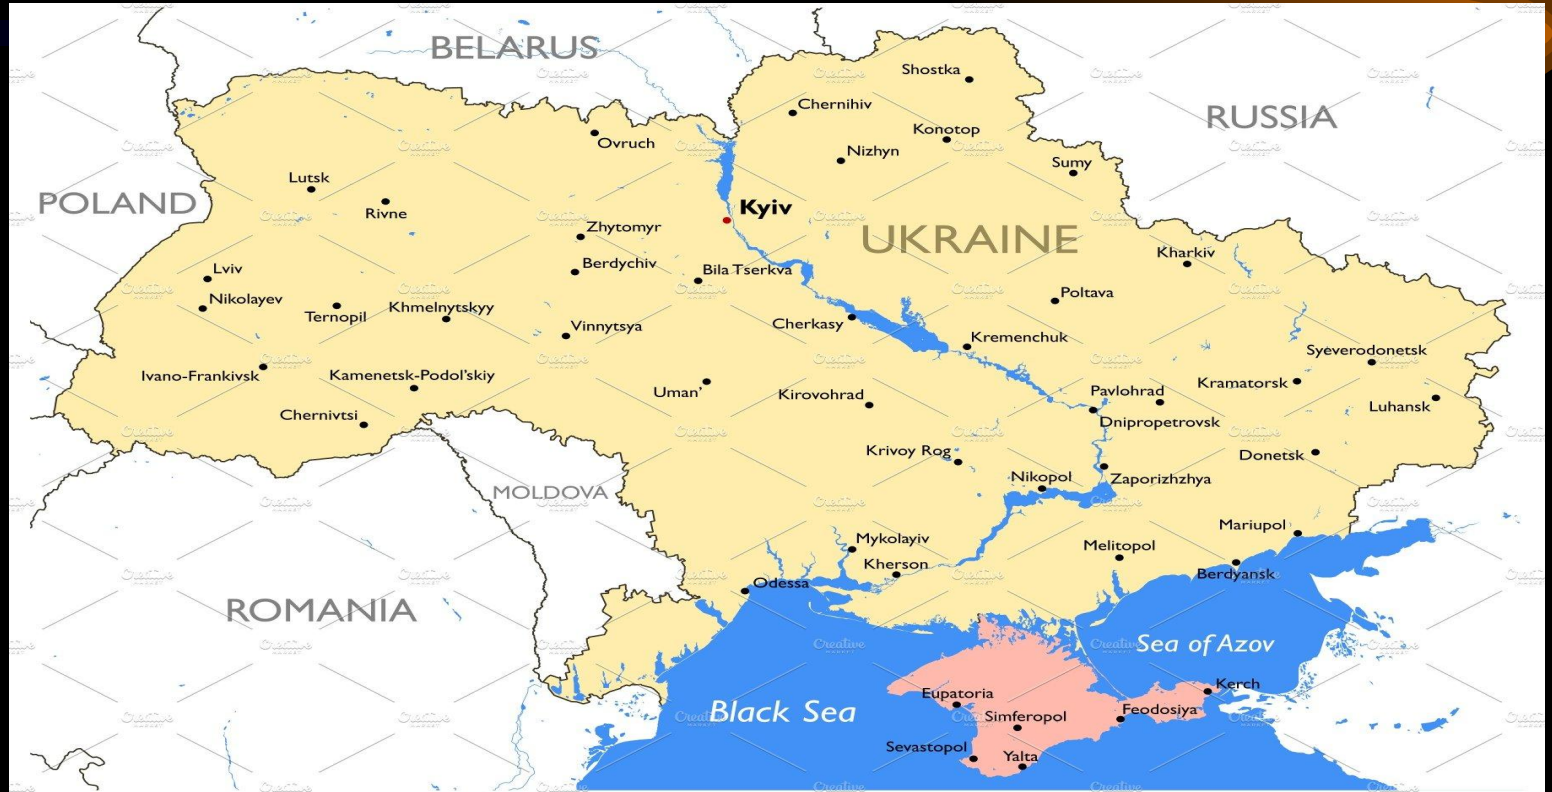 BELARUS
Shostka
Chernihiv
RUSSIA
Konotop
Ovruch
Nizhyn
Sumy
Lutsk
POLAND
Rivne
Kyiv
Zhytomyr
UKRAINE
Kharkiv
Berdychiv
Lviv
Bila Tserkva
Poltava
Nikolayev
Khmelnytskyy
Ternopil
Vinnytsya
Cherkasy
Kremenchuk
Syeverodonetsk
Ivano-Frankivsk
Kamenetsk-Podol'skiy
Kramatorsk
Pavlohrad
Uman'
Kirovohrad
Luhansk
Chernivtsi
Dnipropetrovsk
Krivoy Rog
Donetsk
Nikopol
Zaporizhzhya
MOLDOVA
Mariupol
Mykolayiv
Melitopol
Kherson
Berdyansk
Odessa
ROMANIA
Sea of Azov
Kerch
Eupatoria
Feodosiya
Black Sea
Simferopol
Sevastopol
Yalta
Creative
MARKET